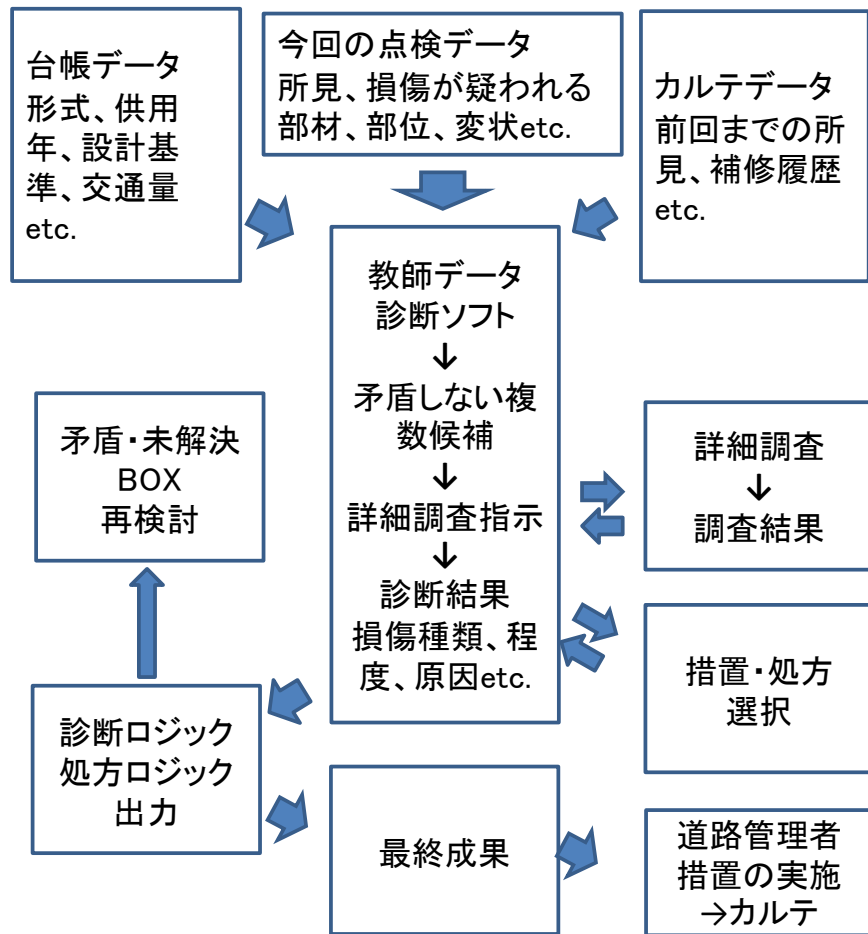 台帳データ
形式、供用
年、設計基
準、交通量
etc.
今回の点検データ
所見、損傷が疑われる
部材、部位、変状etc.
カルテデータ
前回までの所
見、補修履歴
etc.
教師データ
診断ソフト
↓
矛盾しない複
数候補
↓
詳細調査指示
↓
診断結果
損傷種類、程
度、原因etc.
矛盾・未解決
BOX
再検討
詳細調査
↓
調査結果
措置・処方
選択
診断ロジック
処方ロジック
出力
最終成果
道路管理者
措置の実施
→カルテ